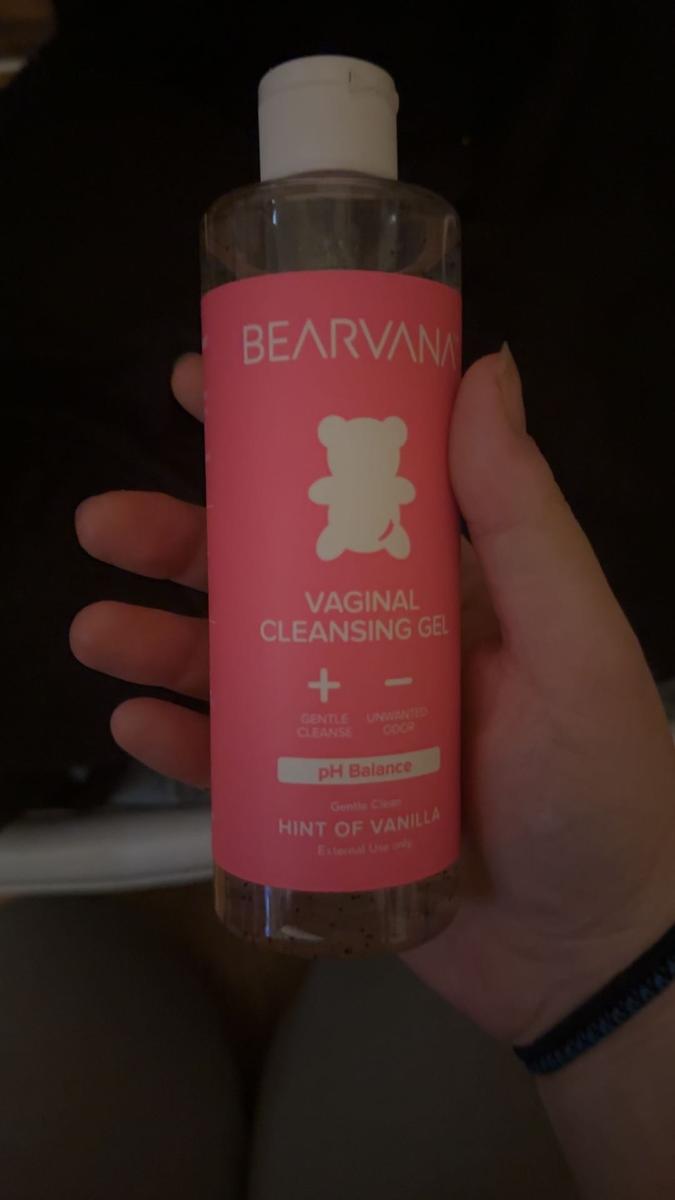 BEARVANA
VAGINAL
CLEANSING GEL
GENTLE
CLEANSE
UNWANTED
ODOR
pH Balance
Gentle Clean
HINT OF VANILLA
External Use only